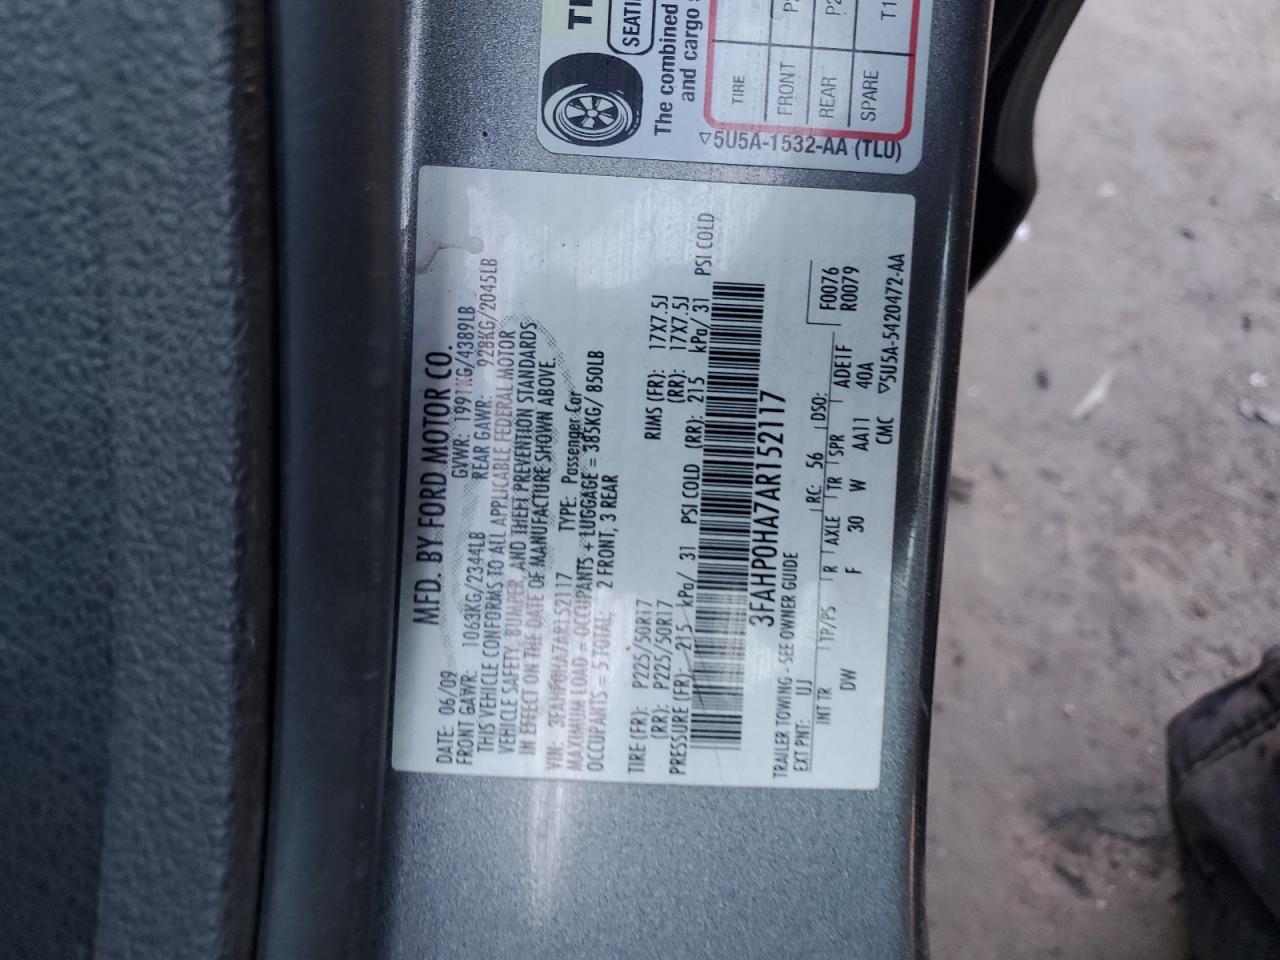 MFD. BY FORD MOTOR CO.
DATE: 06/09 GVWR: 1991KG/4389LB
FRONT GAWR: 1063KG/2344LB REAR GAWR: 928KG/2045LB
THIS VEHICLE CONFORMS TO ALL APPLICABLE FEDERAL MOTOR
VEHICLE SAFETY, BUMPER, AND THEFT PREVENTION STANDARDS
IN EFFECT ON THE DATE OF MANUFACTURE SHOWN ABOVE.
VIN: 3FAHP0HA7AR152117 TYPE: Passenger Car
MAXIMUM LOAD = OCCUPANTS + LUGGAGE = 385KG/ 850LB
OCCUPANTS = 5 TOTAL: 2 FRONT, 3 REAR
TIRE (FR): P225/50R17 RIMS (FR): 17X7.5J
(RR): P225/50R17 (RR): 17X7.5J
PRESSURE (FR): 215 kPa/ 31 PSI COLD (RR): 215 kPa/ 31 PSI COLD
3FAHP0HA7AR152117
TRAILER TOWING - SEE OWNER GUIDE
EXT PNT: UJ RC: 56 DSO: F0076
R0079
INT TR TP/PS R AXLE TR SPR ADE1F
DW F 30 W AA11 40A
CMC ▽5U5A-5420472-AA
SEATI
The combined
and cargo
TIRE
FRONT
REAR
SPARE T1
▽5U5A-1532-AA (TLU)